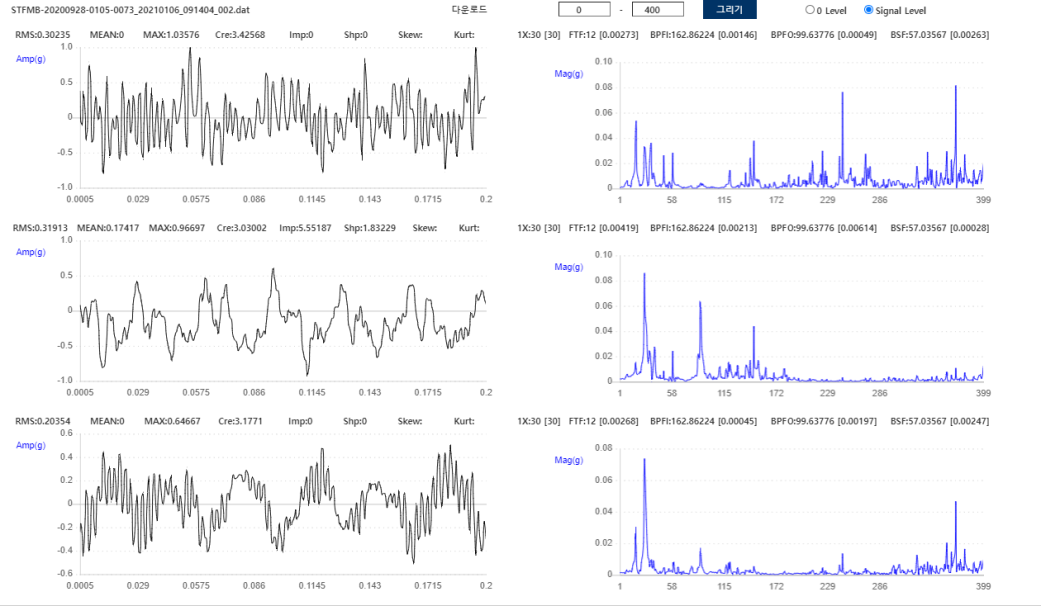 STFMB-20200928-0105-0073_20210106_091404_002.dat 다운로드 0 - 400 그리기 0 Level Signal Level
RMS:0.30235 MEAN:0 MAX:1.03576 Cre:3.42568 Imp:0 Shp:0 Skew: Kurt:
1X:30 [30] FTF:12 [0.00273] BPFI:162.86224 [0.00146] BPFO:99.63776 [0.00049] BSF:57.03567 [0.00263]
Amp(g)
1.0
0.5
0
-0.5
-1.0
0.0005 0.029 0.0575 0.086 0.1145 0.143 0.1715 0.2
Mag(g)
0.10
0.08
0.06
0.04
0.02
0
1 58 115 172 229 286 399
RMS:0.31913 MEAN:0.17417 MAX:0.96697 Cre:3.03002 Imp:5.55187 Shp:1.83229 Skew: Kurt:
1X:30 [30] FTF:12 [0.00419] BPFI:162.86224 [0.00213] BPFO:99.63776 [0.00614] BSF:57.03567 [0.00028]
Amp(g)
1.0
0.5
0
-0.5
-1.0
0.0005 0.029 0.0575 0.086 0.1145 0.143 0.1715 0.2
Mag(g)
0.10
0.08
0.06
0.04
0.02
0
1 58 115 172 229 286 399
RMS:0.20354 MEAN:0 MAX:0.64667 Cre:3.1771 Imp:0 Shp:0 Skew: Kurt:
1X:30 [30] FTF:12 [0.00268] BPFI:162.86224 [0.00045] BPFO:99.63776 [0.00197] BSF:57.03567 [0.00247]
Amp(g)
0.6
0.4
0.2
0
-0.2
-0.4
-0.6
0.0005 0.029 0.0575 0.086 0.1145 0.143 0.1715 0.2
Mag(g)
0.08
0.06
0.04
0.02
0
1 58 115 172 229 286 399